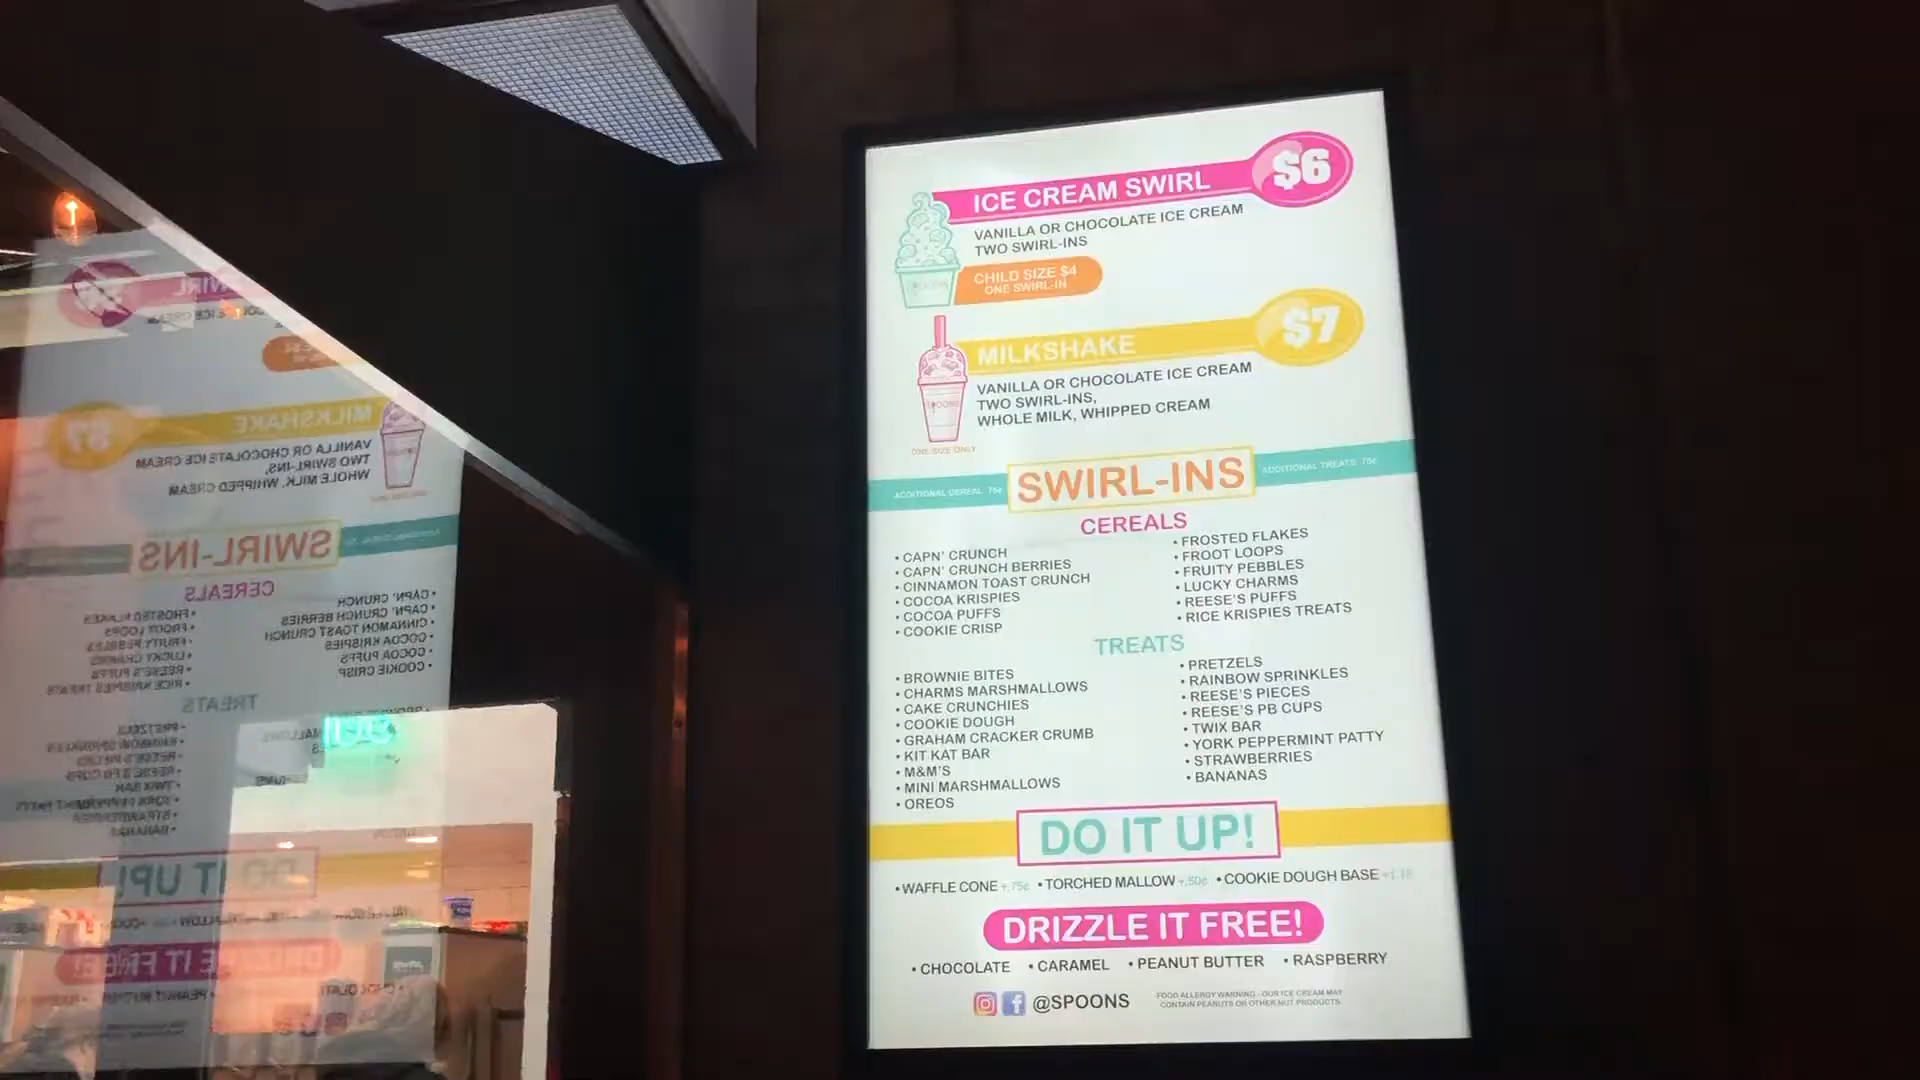 ICE CREAM SWIRL $6
VANILLA OR CHOCOLATE ICE CREAM
TWO SWIRL-INS
CHILD SIZE $4
ONE SWIRL-IN
MILKSHAKE $7
VANILLA OR CHOCOLATE ICE CREAM
TWO SWIRL-INS,
WHOLE MILK, WHIPPED CREAM
SPOONS
ONE SIZE ONLY
ADDITIONAL CEREAL 75¢
SWIRL-INS
ADDITIONAL TREATS 75¢
CEREALS
• CAPN' CRUNCH
• CAPN' CRUNCH BERRIES
• CINNAMON TOAST CRUNCH
• COCOA KRISPIES
• COCOA PUFFS
• COOKIE CRISP
• FROSTED FLAKES
• FROOT LOOPS
• FRUITY PEBBLES
• LUCKY CHARMS
• REESE'S PUFFS
• RICE KRISPIES TREATS
TREATS
• BROWNIE BITES
• CHARMS MARSHMALLOWS
• CAKE CRUNCHIES
• COOKIE DOUGH
• GRAHAM CRACKER CRUMB
• KIT KAT BAR
• M&M'S
• MINI MARSHMALLOWS
• OREOS
• PRETZELS
• RAINBOW SPRINKLES
• REESE'S PIECES
• REESE'S PB CUPS
• TWIX BAR
• YORK PEPPERMINT PATTY
• STRAWBERRIES
• BANANAS
DO IT UP!
• WAFFLE CONE +.75¢ • TORCHED MALLOW +.50¢ • COOKIE DOUGH BASE
DRIZZLE IT FREE!
• CHOCOLATE • CARAMEL • PEANUT BUTTER • RASPBERRY
@SPOONS
FOOD ALLERGY WARNING - OUR ICE CREAM MAY
CONTAIN PEANUTS OR OTHER NUT PRODUCTS